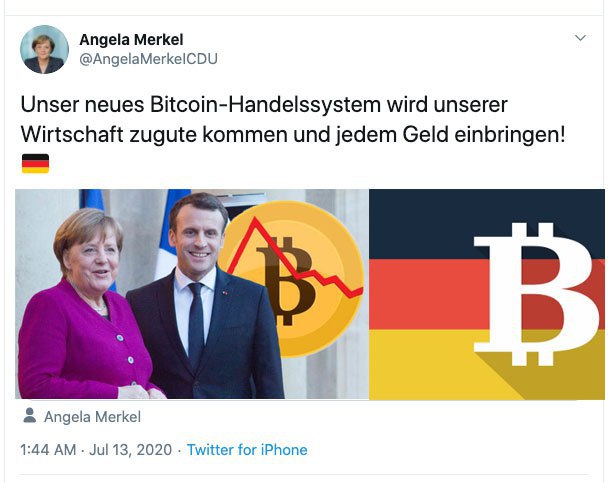 Angela Merkel
@AngelaMerkelCDU
Unser neues Bitcoin-Handelssystem wird unserer
Wirtschaft zugute kommen und jedem Geld einbringen!
Angela Merkel
1:44 AM · Jul 13, 2020 · Twitter for iPhone